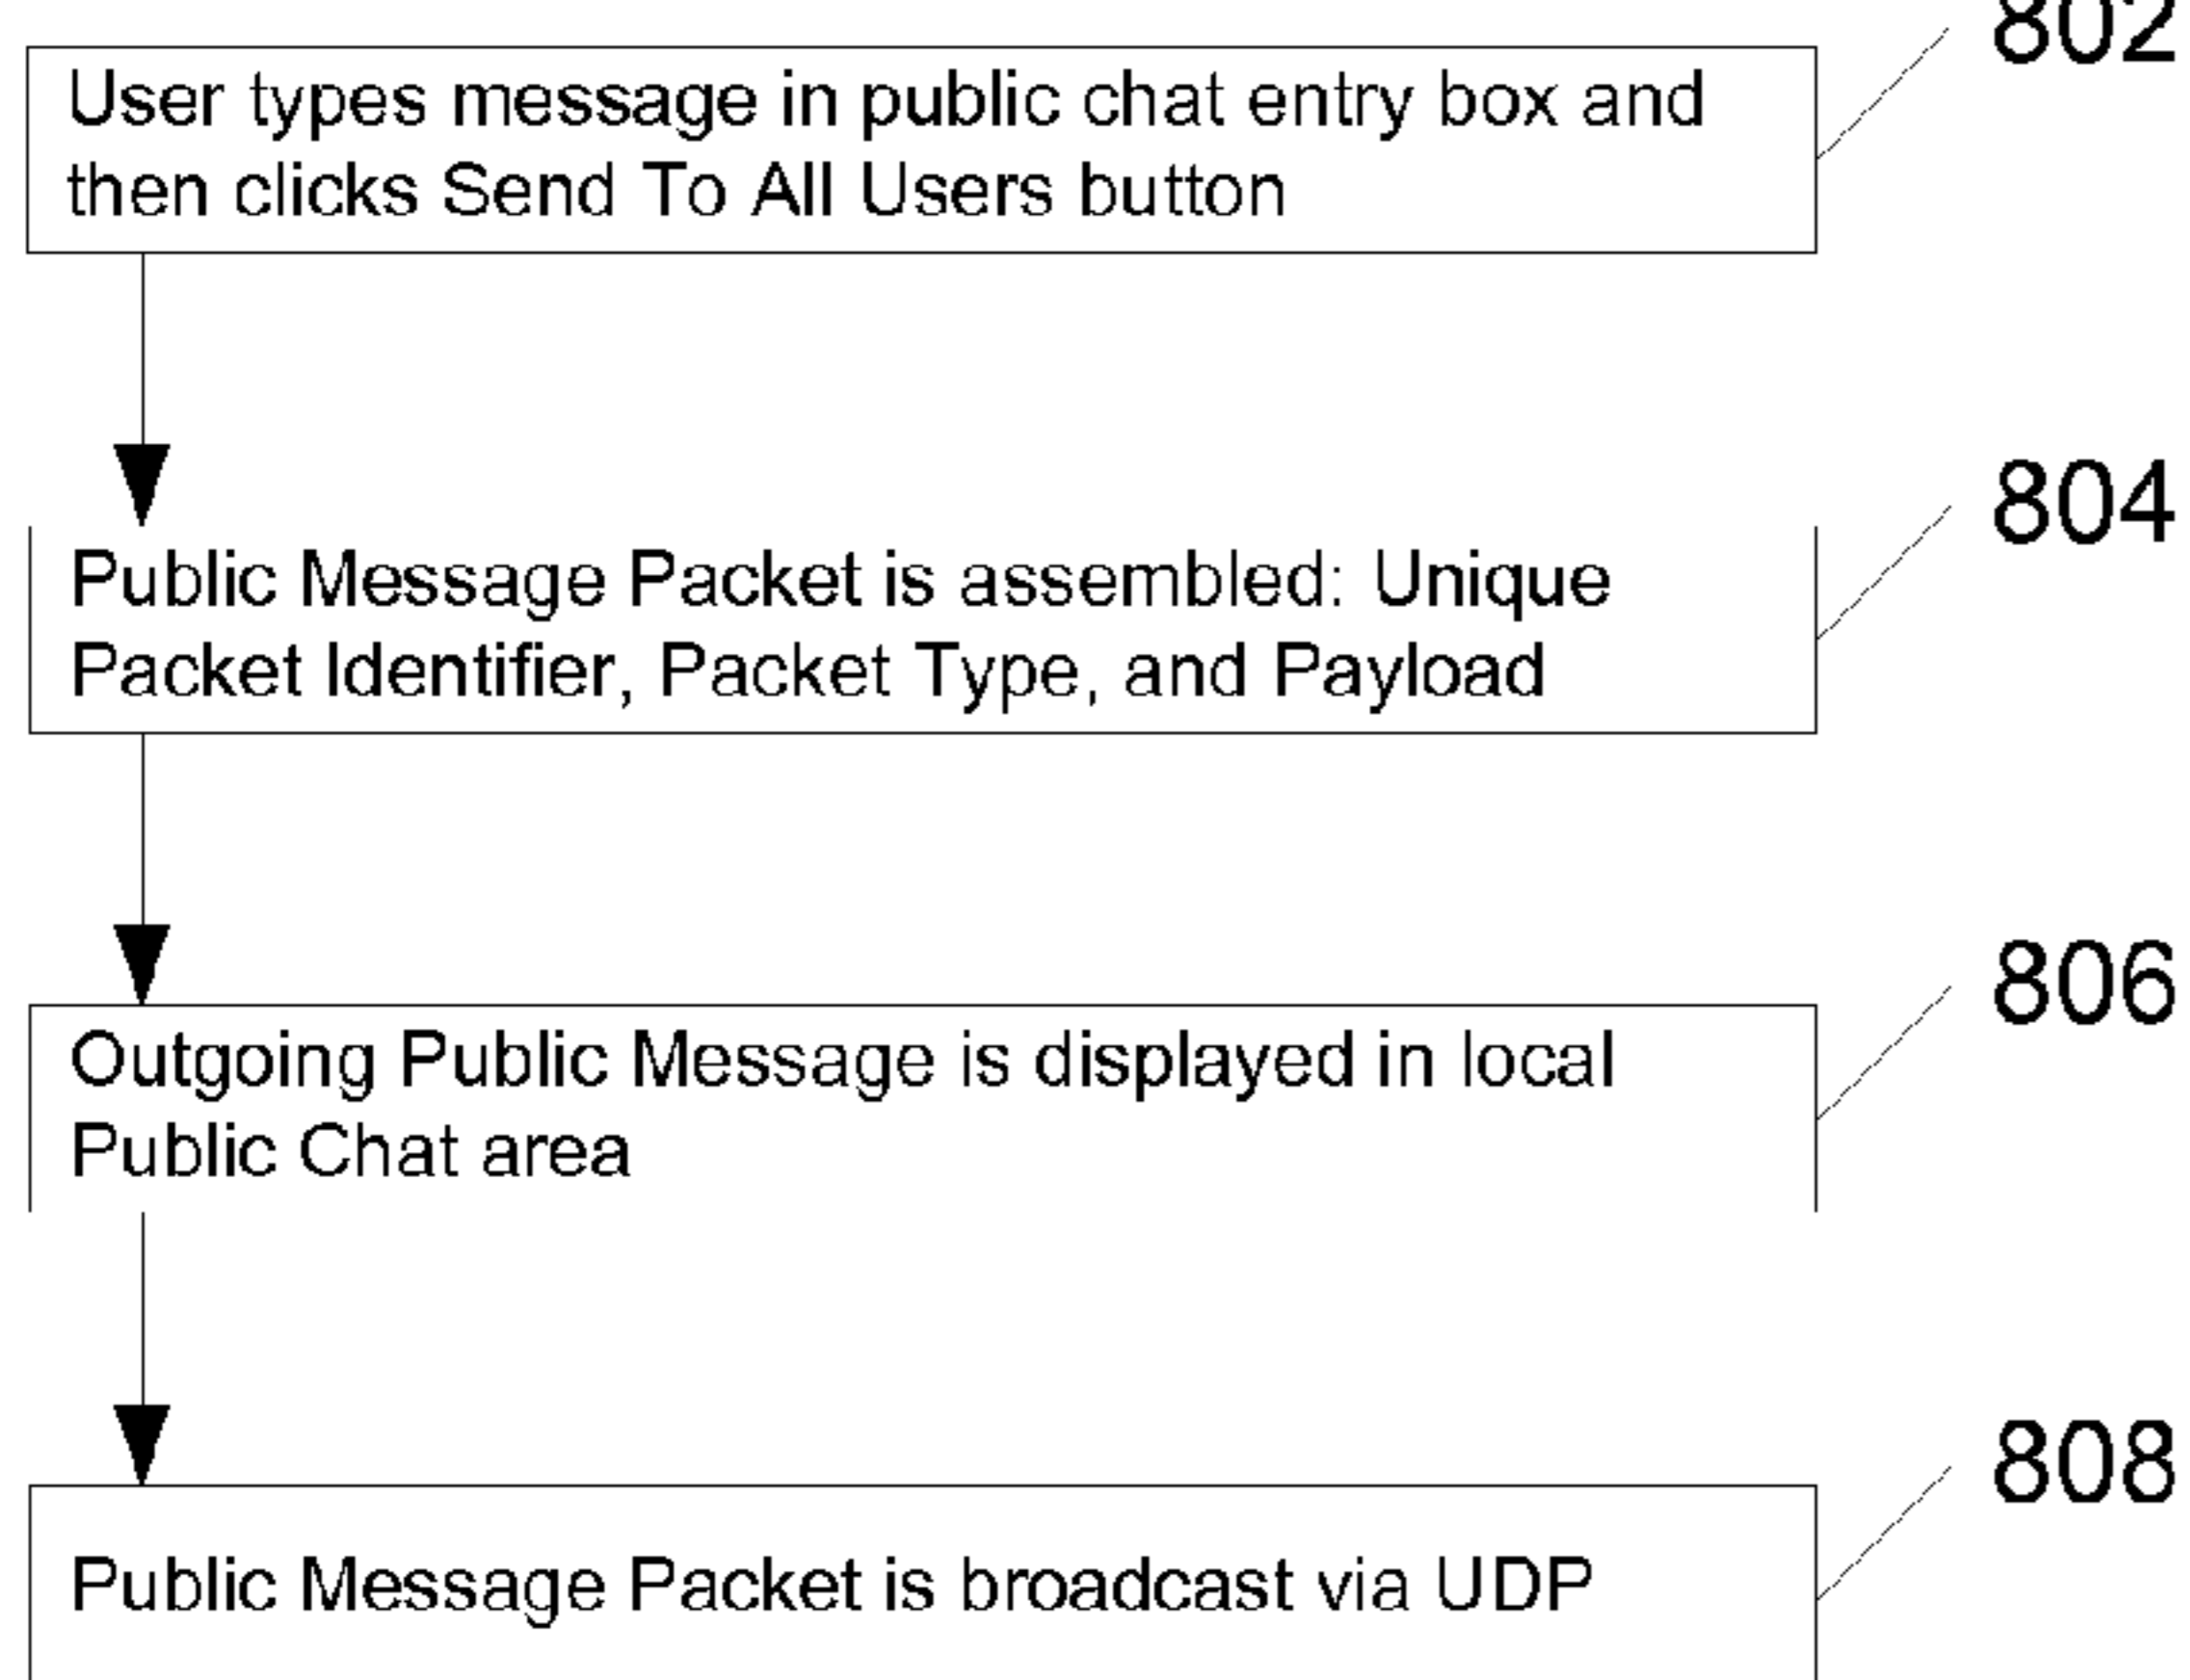 802
User types message in public chat entry box and
then clicks Send To All Users button
804
Public Message Packet is assembled: Unique
Packet Identifier, Packet Type, and Payload
806
Outgoing Public Message is displayed in local
Public Chat area
808
Public Message Packet is broadcast via UDP